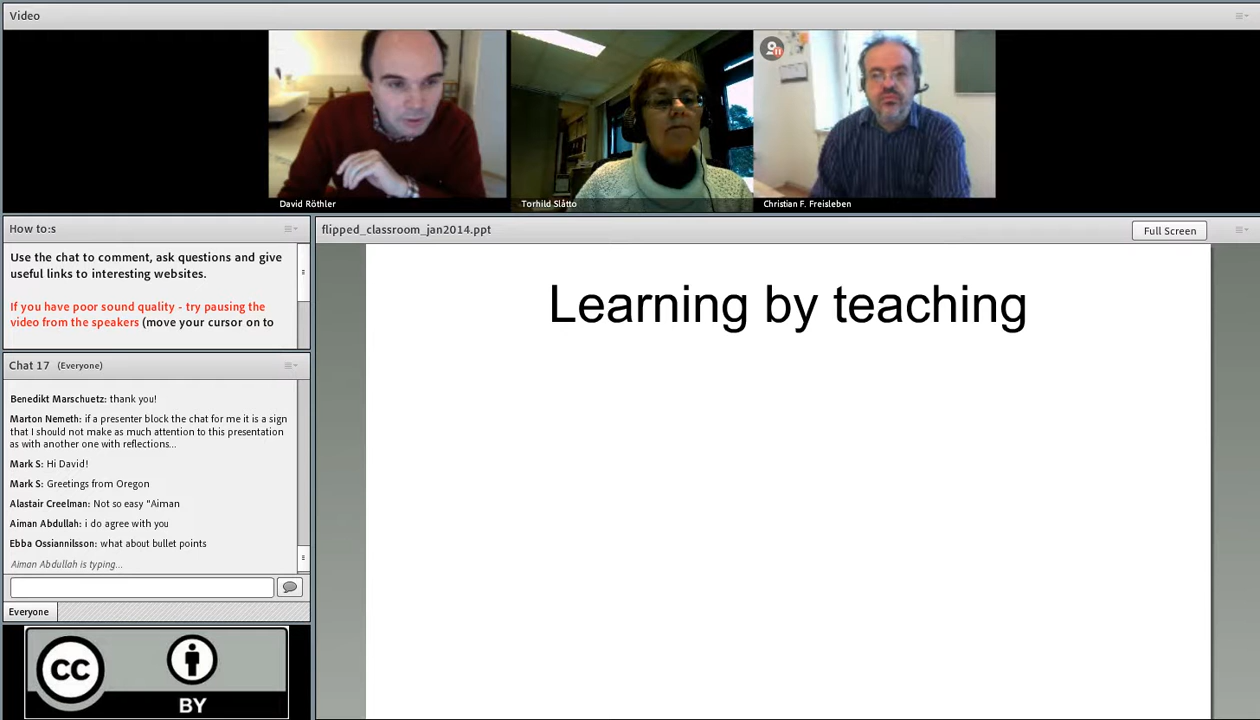 Video
David Röthler
Torhild Slåtto
Christian F. Freisleben
How to:s
Use the chat to comment, ask questions and give
useful links to interesting websites.
If you have poor sound quality - try pausing the
video from the speakers (move your cursor on to
Chat 17 (Everyone)
Benedikt Marschuetz: thank you!
Marton Nemeth: if a presenter block the chat for me it is a sign
that I should not make as much attention to this presentation
as with another one with reflections...
Mark S: Hi David!
Mark S: Greetings from Oregon
Alastair Creelman: Not so easy "Aiman
Aiman Abdullah: i do agree with you
Ebba Ossiannilsson: what about bullet points
Aiman Abdullah is typing...
Everyone
CC
BY
flipped_classroom_jan2014.ppt
Full Screen
Learning by teaching